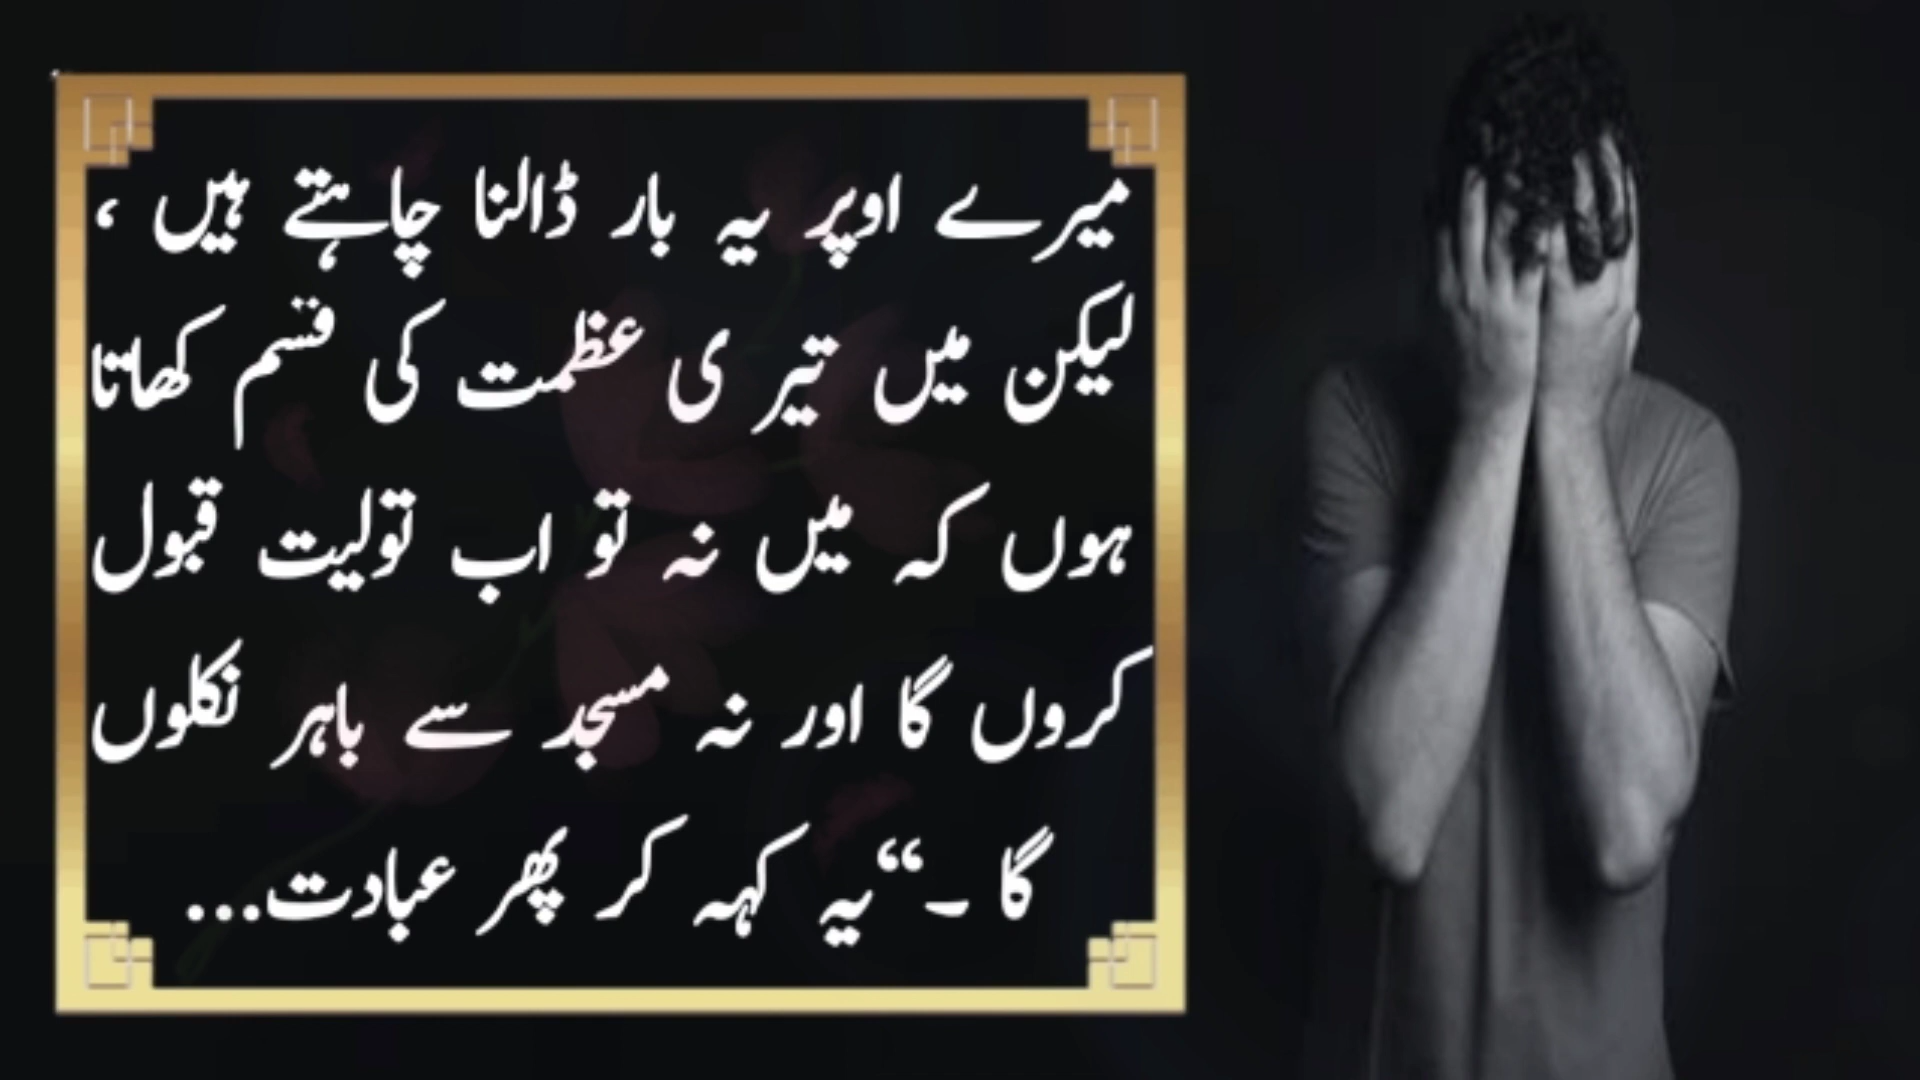 میرے اوپر یہ بار ڈالنا چاہتے ہیں ،
لیکن میں تیر ی عظمت کی قسم کھاتا
ہوں کہ میں نہ تو اب تولیت قبول
کروں گا اور نہ مسجد سے باہر نکلوں
گا ۔“یہ کہہ کر پھر عبادت...